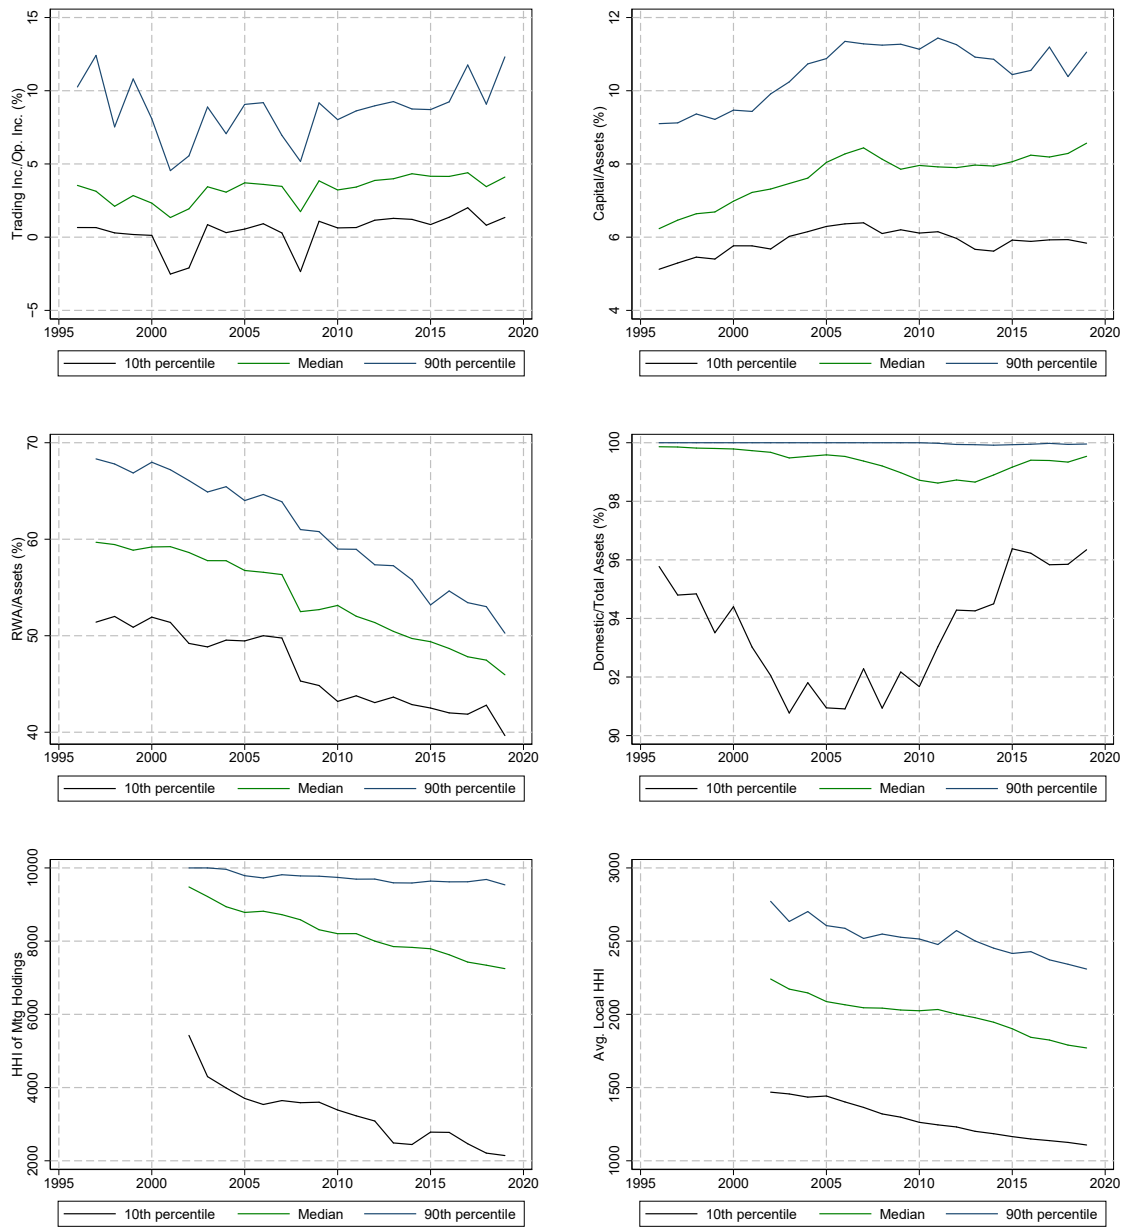 Trading Inc./Op. Inc. (%)
15
10
5
0
−5
1995 2000 2005 2010 2015 2020
10th percentile Median 90th percentile
Capital/Assets (%)
12
10
8
6
4
1995 2000 2005 2010 2015 2020
10th percentile Median 90th percentile
RWA/Assets (%)
70
60
50
40
1995 2000 2005 2010 2015 2020
10th percentile Median 90th percentile
Domestic/Total Assets (%)
100
98
96
94
92
90
1995 2000 2005 2010 2015 2020
10th percentile Median 90th percentile
HHI of Mtg Holdings
10000
8000
6000
4000
2000
1995 2000 2005 2010 2015 2020
10th percentile Median 90th percentile
Avg. Local HHI
3000
2500
2000
1500
1000
1995 2000 2005 2010 2015 2020
10th percentile Median 90th percentile